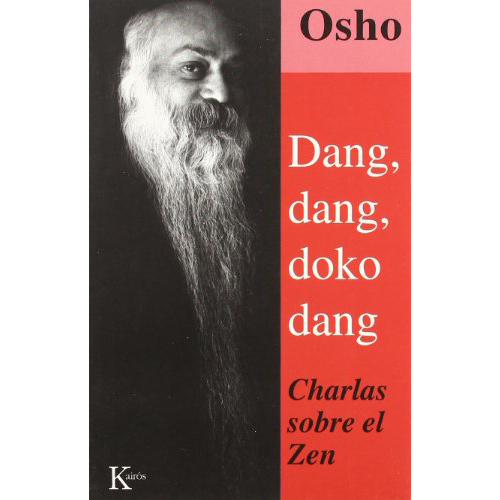 Osho
Dang,
dang,
doko
dang
Charlas
sobre el
Zen
Kairós